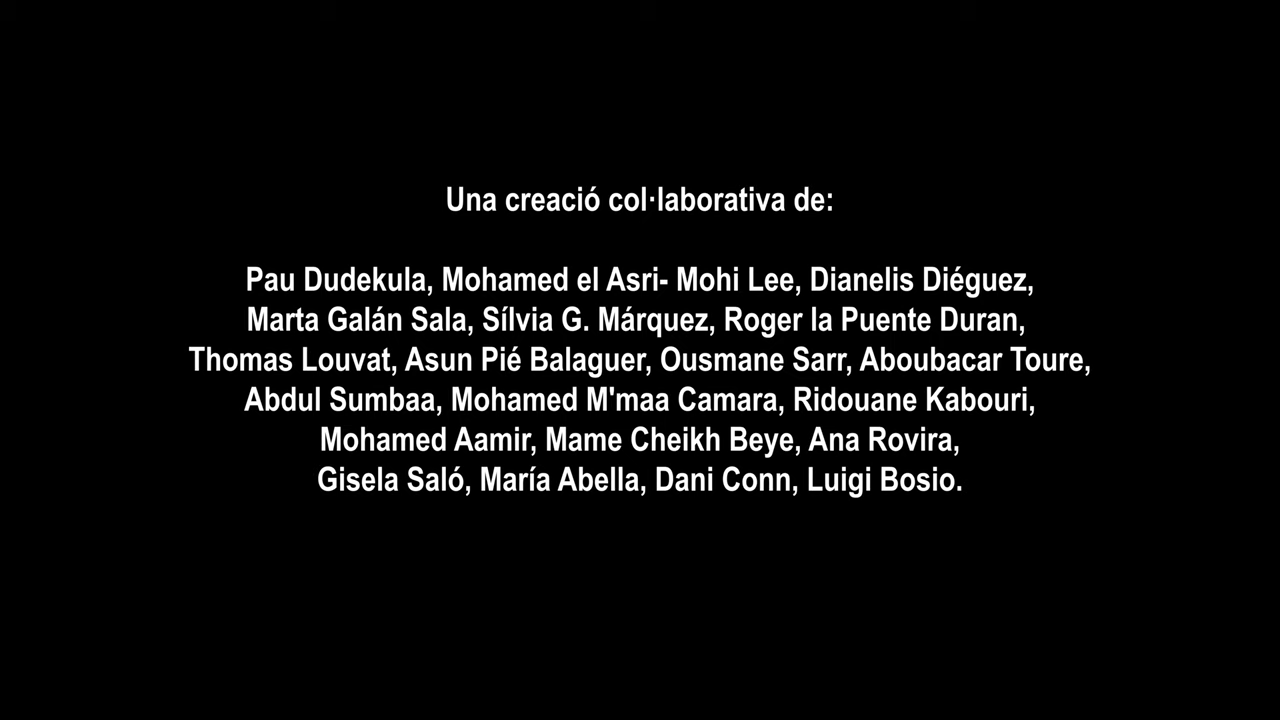 Una creació col·laborativa de:
Pau Dudekula, Mohamed el Asri- Mohi Lee, Dianelis Diéguez,
Marta Galán Sala, Sílvia G. Márquez, Roger la Puente Duran,
Thomas Louvat, Asun Pié Balaguer, Ousmane Sarr, Aboubacar Toure,
Abdul Sumbaa, Mohamed M'maa Camara, Ridouane Kabouri,
Mohamed Aamir, Mame Cheikh Beye, Ana Rovira,
Gisela Saló, María Abella, Dani Conn, Luigi Bosio.